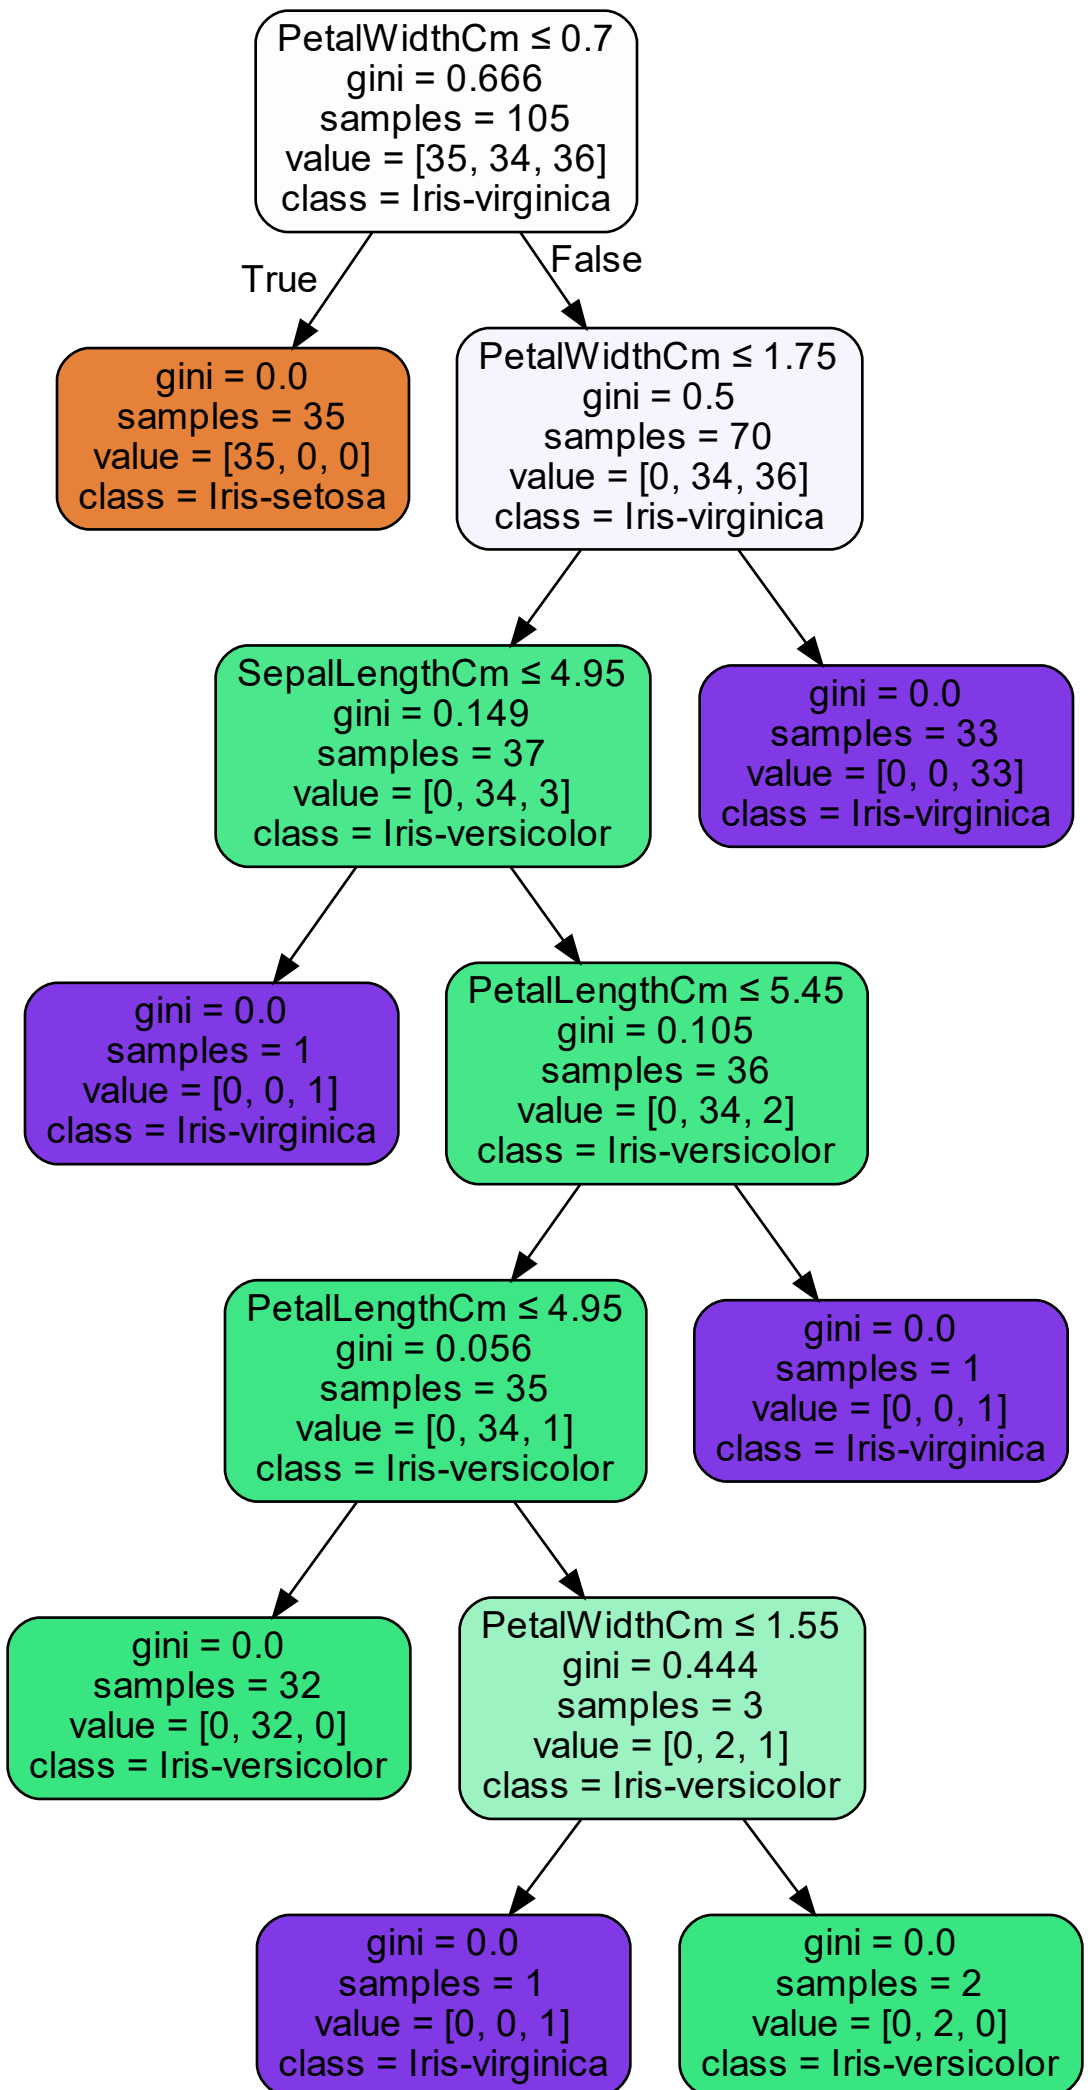 PetalWidthCm ≤ 0.7
gini = 0.666
samples = 105
value = [35, 34, 36]
class = Iris-virginica
True
False
gini = 0.0
samples = 35
value = [35, 0, 0]
class = Iris-setosa
PetalWidthCm ≤ 1.75
gini = 0.5
samples = 70
value = [0, 34, 36]
class = Iris-virginica
SepalLengthCm ≤ 4.95
gini = 0.149
samples = 37
value = [0, 34, 3]
class = Iris-versicolor
gini = 0.0
samples = 33
value = [0, 0, 33]
class = Iris-virginica
gini = 0.0
samples = 1
value = [0, 0, 1]
class = Iris-virginica
PetalLengthCm ≤ 5.45
gini = 0.105
samples = 36
value = [0, 34, 2]
class = Iris-versicolor
PetalLengthCm ≤ 4.95
gini = 0.056
samples = 35
value = [0, 34, 1]
class = Iris-versicolor
gini = 0.0
samples = 1
value = [0, 0, 1]
class = Iris-virginica
gini = 0.0
samples = 32
value = [0, 32, 0]
class = Iris-versicolor
PetalWidthCm ≤ 1.55
gini = 0.444
samples = 3
value = [0, 2, 1]
class = Iris-versicolor
gini = 0.0
samples = 1
value = [0, 0, 1]
class = Iris-virginica
gini = 0.0
samples = 2
value = [0, 2, 0]
class = Iris-versicolor